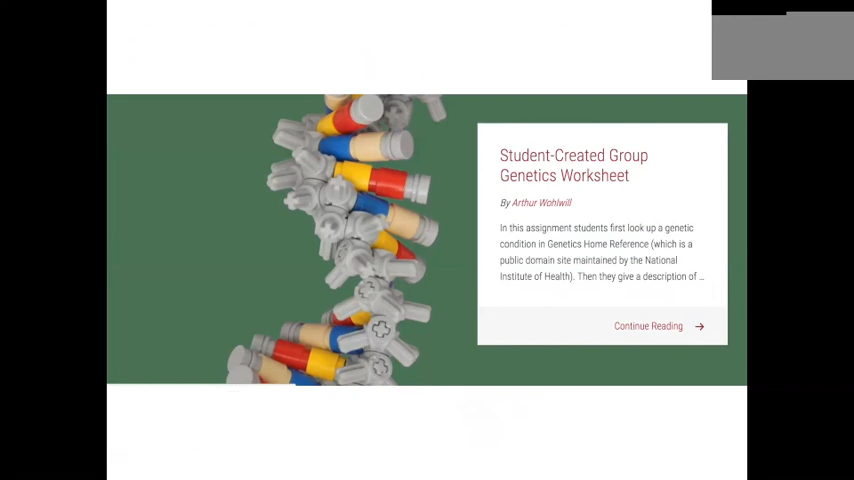 Student-Created Group
Genetics Worksheet
By Arthur Wohlwill
In this assignment students first look up a genetic
condition in Genetics Home Reference (which is a
public domain site maintained by the National
Institute of Health). Then they give a description of ...
Continue Reading →